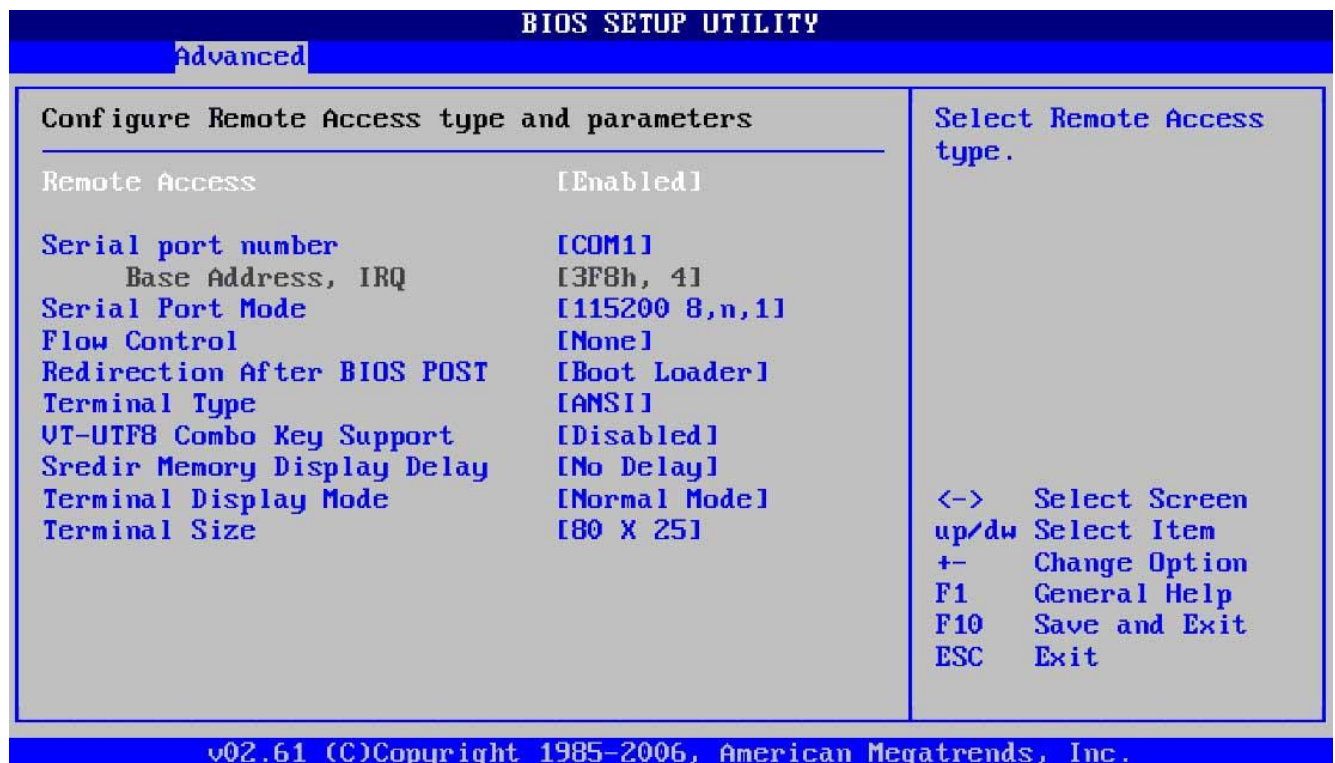 BIOS SETUP UTILITY
Advanced
Configure Remote Access type and parameters
Remote Access [Enabled]
Serial port number [COM1]
Base Address, IRQ [3F8h, 4]
Serial Port Mode [115200 8,n,1]
Flow Control [None]
Redirection After BIOS POST [Boot Loader]
Terminal Type [ANSI]
VT-UTF8 Combo Key Support [Disabled]
Sredir Memory Display Delay [No Delay]
Terminal Display Mode [Normal Mode]
Terminal Size [80 X 25]
Select Remote Access
type.
<-> Select Screen
up/dw Select Item
+- Change Option
F1 General Help
F10 Save and Exit
ESC Exit
v02.61 (C)Copyright 1985-2006, American Megatrends, Inc.